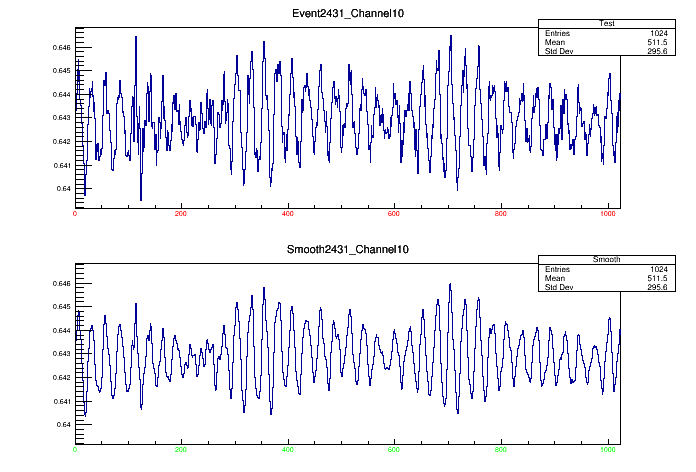 Event2431_Channel10
Test
Entries 1024
Mean 511.5
Std Dev 295.6
0.646
0.645
0.644
0.643
0.642
0.641
0.64
0 200 400 600 800 1000
Smooth2431_Channel10
Smooth
Entries 1024
Mean 511.5
Std Dev 295.6
0.646
0.645
0.644
0.643
0.642
0.641
0.64
0 200 400 600 800 1000